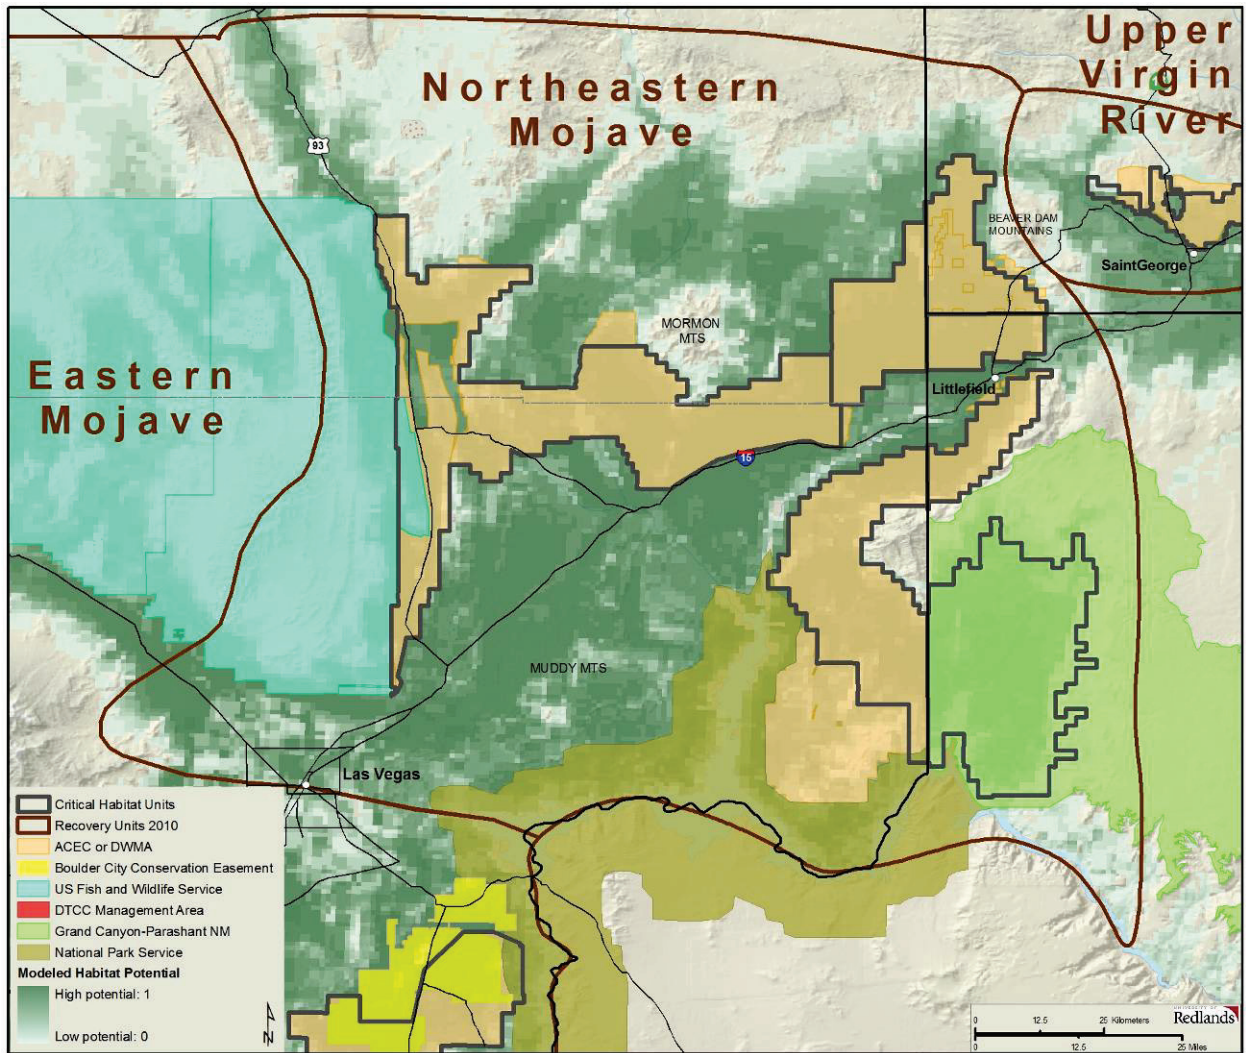 Northeastern
Mojave
Upper
Virgin
River
93
BEAVER DAM
MOUNTAINS
SaintGeorge
MORMON
MTS
Eastern
Mojave
Littlefield
15
MUDDY MTS
Las Vegas
Critical Habitat Units
Recovery Units 2010
ACEC or DWMA
Boulder City Conservation Easement
US Fish and Wildlife Service
DTCC Management Area
Grand Canyon-Parashant NM
National Park Service
Modeled Habitat Potential
High potential: 1
Low potential: 0
N
UNIVERSITY OF
Redlands
0 12.5 25 Kilometers
0 12.5 25 Miles